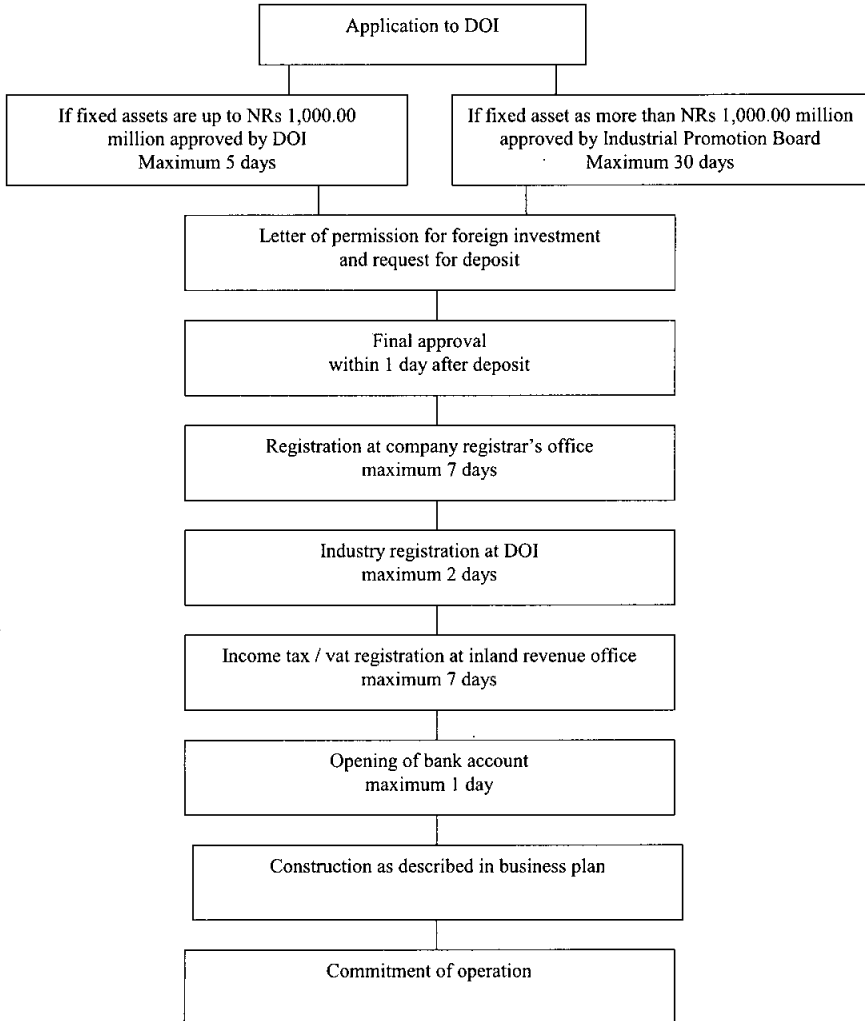 Application to DOI
If fixed assets are up to NRs 1,000.00
million approved by DOI
Maximum 5 days
If fixed asset as more than NRs 1,000.00 million
approved by Industrial Promotion Board
Maximum 30 days
Letter of permission for foreign investment
and request for deposit
Final approval
within 1 day after deposit
Registration at company registrar's office
maximum 7 days
Industry registration at DOI
maximum 2 days
Income tax / vat registration at inland revenue office
maximum 7 days
Opening of bank account
maximum 1 day
Construction as described in business plan
Commitment of operation